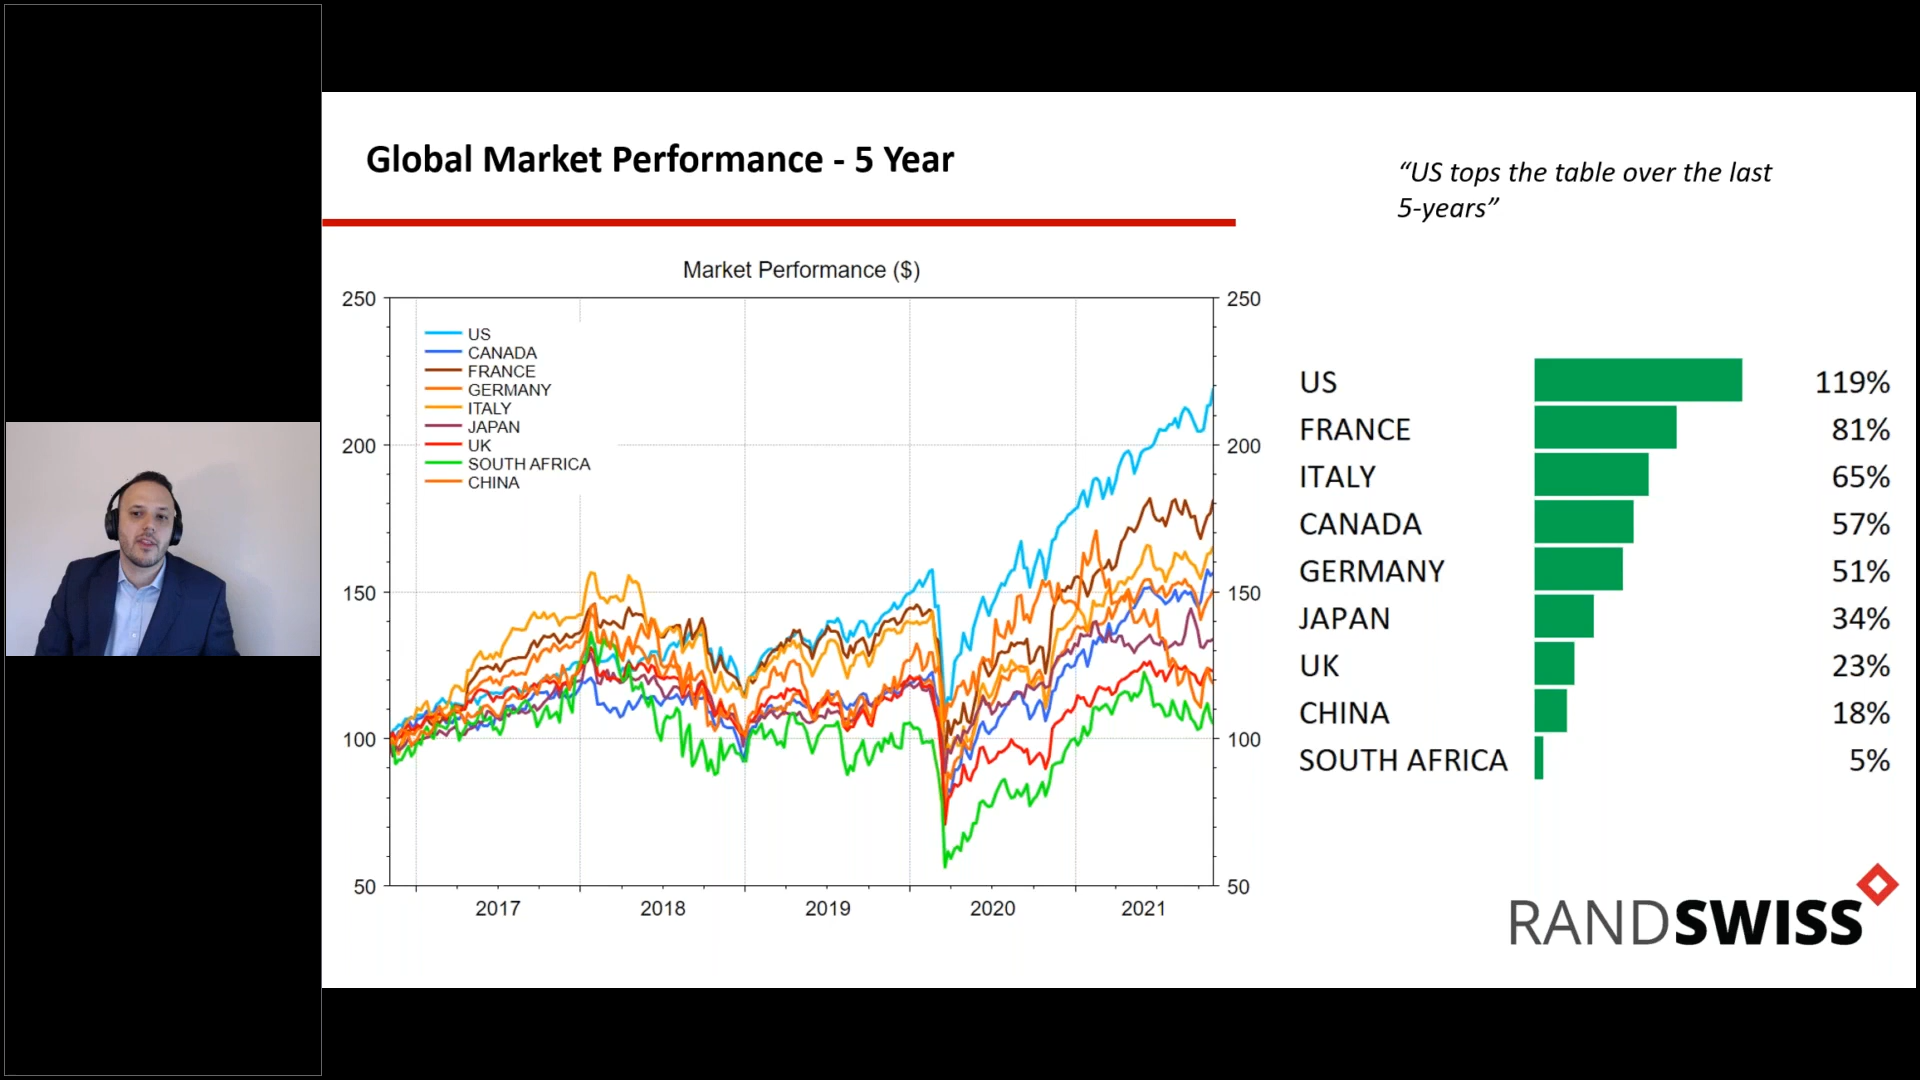 Global Market Performance - 5 Year
“US tops the table over the last
5-years”
Market Performance ($)
250
200
150
100
50
250
200
150
100
50
US
CANADA
FRANCE
GERMANY
ITALY
JAPAN
UK
SOUTH AFRICA
CHINA
2017 2018 2019 2020 2021
US 119%
FRANCE 81%
ITALY 65%
CANADA 57%
GERMANY 51%
JAPAN 34%
UK 23%
CHINA 18%
SOUTH AFRICA 5%
RANDSWISS